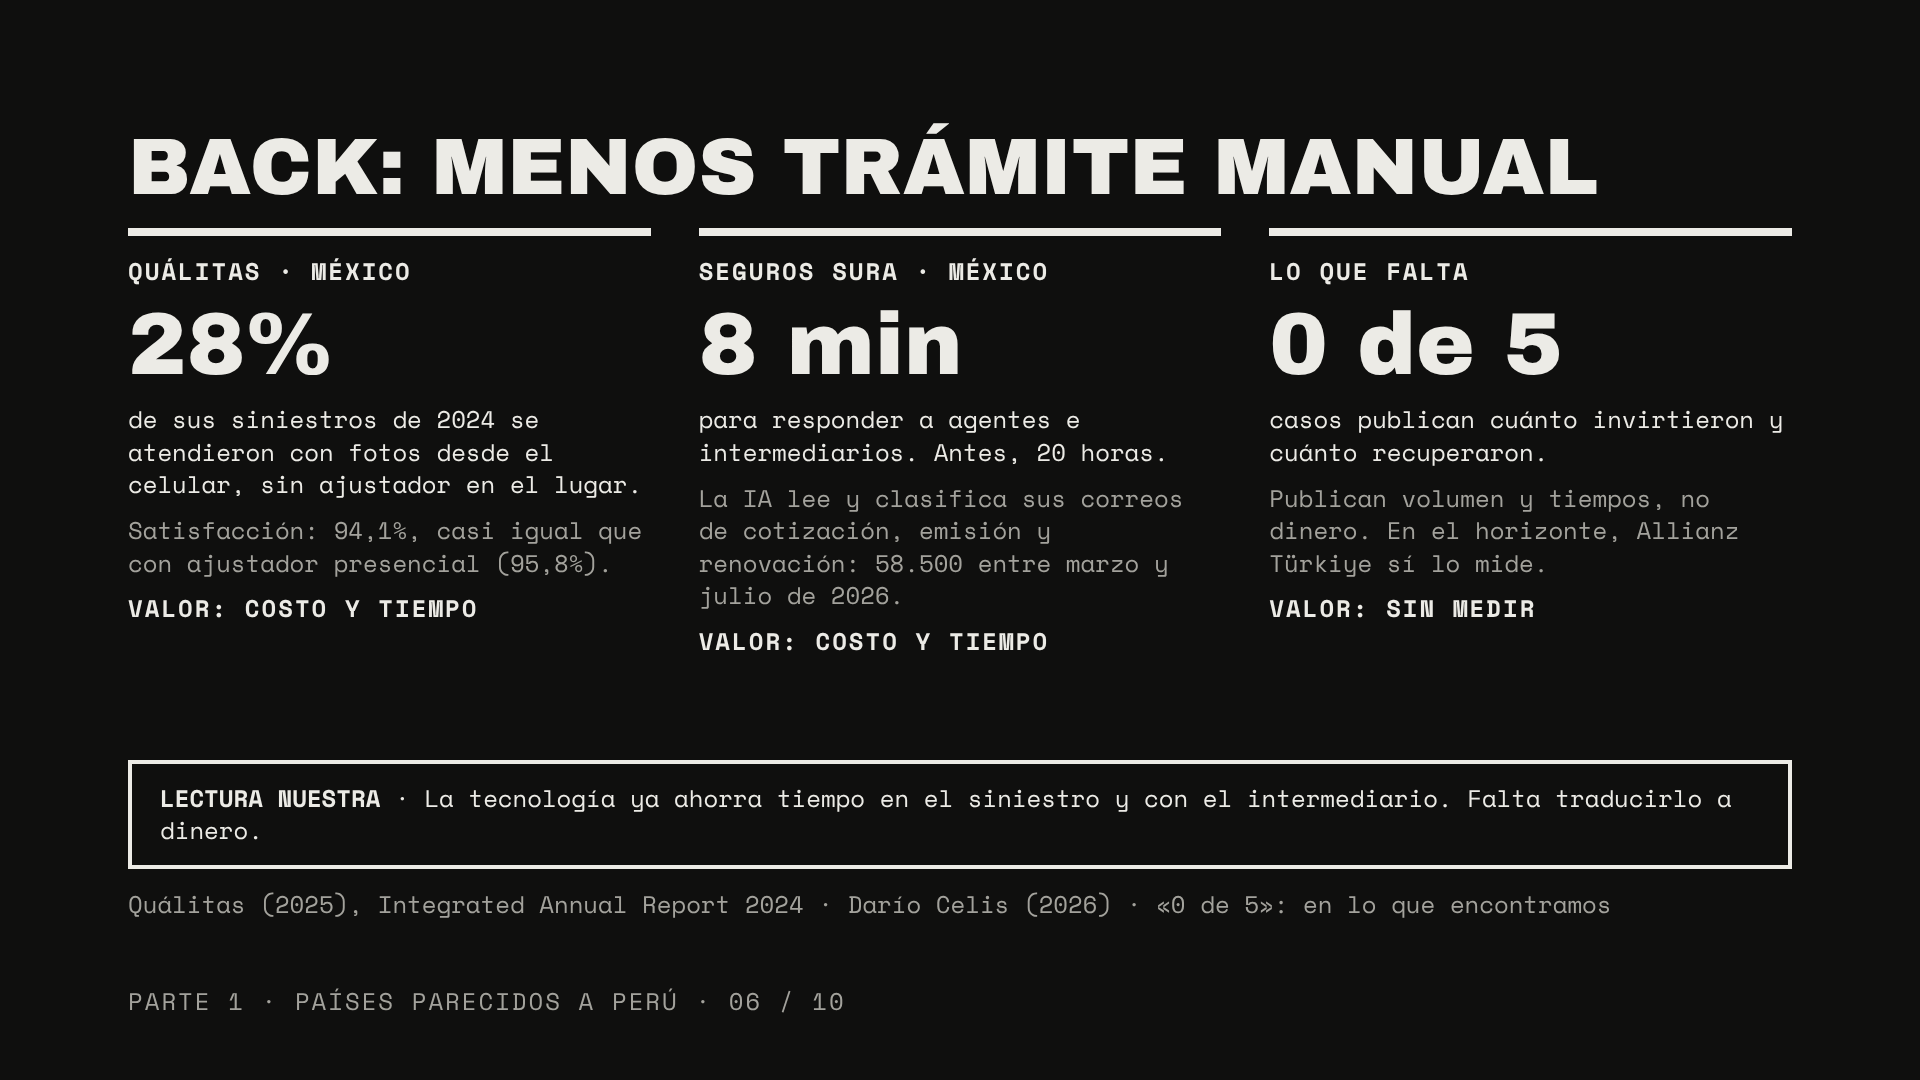 BACK: MENOS TRÁMITE MANUAL
QUÁLITAS · MÉXICO
28%
de sus siniestros de 2024 se
atendieron con fotos desde el
celular, sin ajustador en el lugar.
Satisfacción: 94,1%, casi igual que
con ajustador presencial (95,8%).
VALOR: COSTO Y TIEMPO
SEGUROS SURA · MÉXICO
8 min
para responder a agentes e
intermediarios. Antes, 20 horas.
La IA lee y clasifica sus correos
de cotización, emisión y
renovación: 58.500 entre marzo y
julio de 2026.
VALOR: COSTO Y TIEMPO
LO QUE FALTA
0 de 5
casos publican cuánto invirtieron y
cuánto recuperaron.
Publican volumen y tiempos, no
dinero. En el horizonte, Allianz
Türkiye sí lo mide.
VALOR: SIN MEDIR
LECTURA NUESTRA · La tecnología ya ahorra tiempo en el siniestro y con el intermediario. Falta traducirlo a
dinero.
Quálitas (2025), Integrated Annual Report 2024 · Darío Celis (2026) · «0 de 5»: en lo que encontramos
PARTE 1 · PAÍSES PARECIDOS A PERÚ · 06 / 10